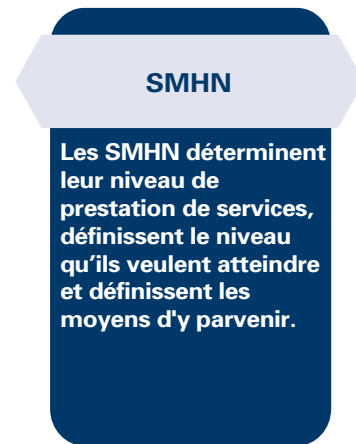 SMHN
Les SMHN déterminent
leur niveau de
prestation de services,
définissent le niveau
qu’ils veulent atteindre
et définissent les
moyens d'y parvenir.